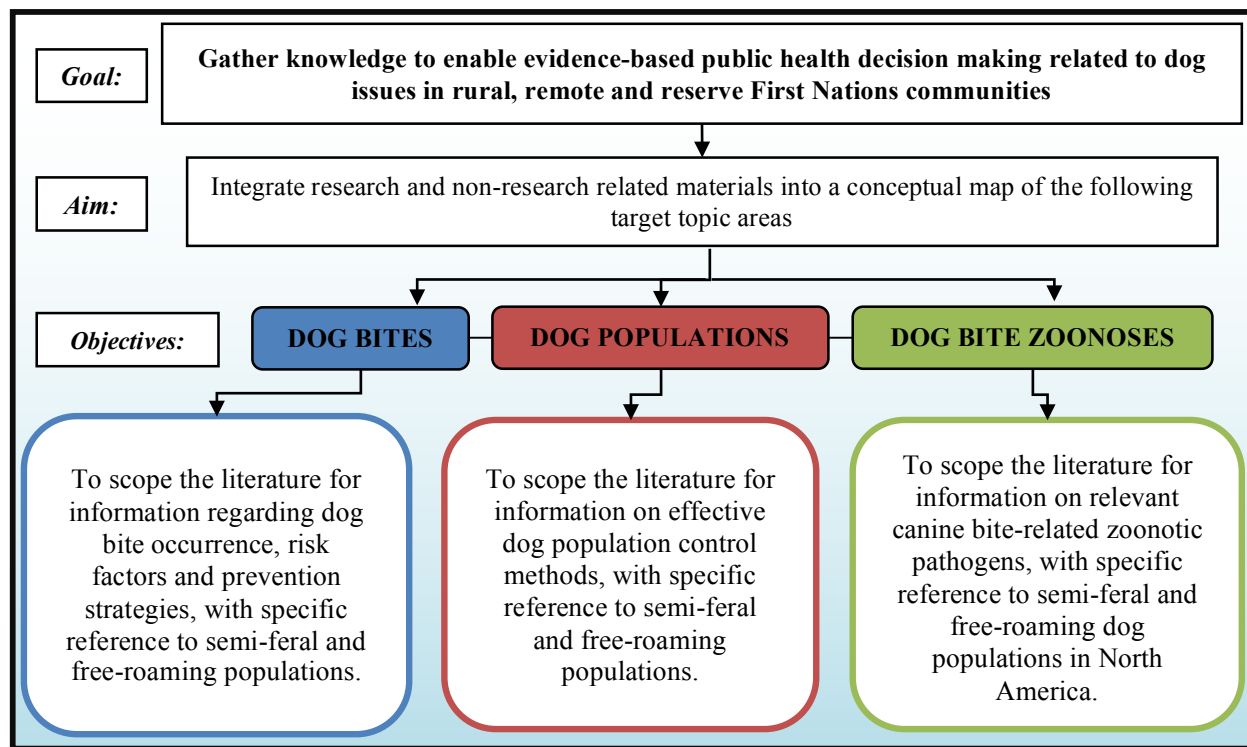 Goal:
Gather knowledge to enable evidence-based public health decision making related to dog
issues in rural, remote and reserve First Nations communities
Aim:
Integrate research and non-research related materials into a conceptual map of the following
target topic areas
Objectives:
DOG BITES
DOG POPULATIONS
DOG BITE ZOONOSES
To scope the literature for
information regarding dog
bite occurrence, risk
factors and prevention
strategies, with specific
reference to semi-feral and
free-roaming populations.
To scope the literature for
information on effective
dog population control
methods, with specific
reference to semi-feral
and free-roaming
populations.
To scope the literature for
information on relevant
canine bite-related zoonotic
pathogens, with specific
reference to semi-feral and
free-roaming dog
populations in North
America.